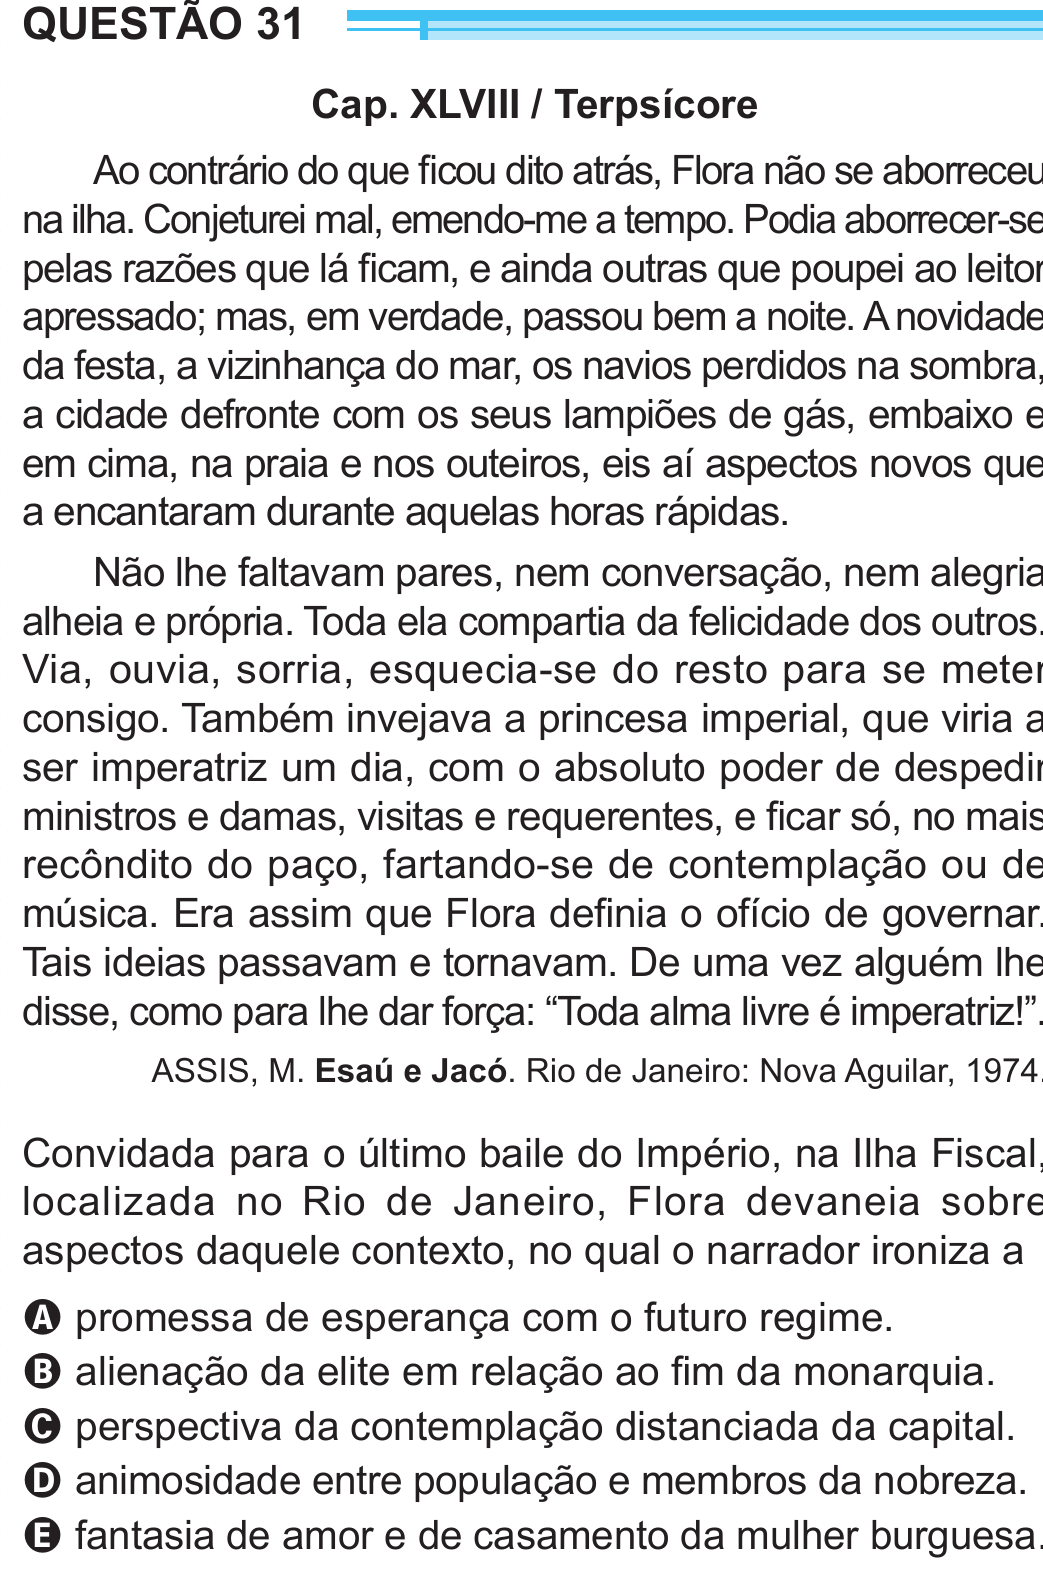 QUESTÃO 31
Cap. XLVIII / Terpsícore
Ao contrário do que ficou dito atrás, Flora não se aborreceu
na ilha. Conjeturei mal, emendo-me a tempo. Podia aborrecer-se
pelas razões que lá ficam, e ainda outras que poupei ao leitor
apressado; mas, em verdade, passou bem a noite. A novidade
da festa, a vizinhança do mar, os navios perdidos na sombra,
a cidade defronte com os seus lampiões de gás, embaixo e
em cima, na praia e nos outeiros, eis aí aspectos novos que
a encantaram durante aquelas horas rápidas.
Não lhe faltavam pares, nem conversação, nem alegria
alheia e própria. Toda ela compartia da felicidade dos outros.
Via, ouvia, sorria, esquecia-se do resto para se meter
consigo. Também invejava a princesa imperial, que viria a
ser imperatriz um dia, com o absoluto poder de despedir
ministros e damas, visitas e requerentes, e ficar só, no mais
recôndito do paço, fartando-se de contemplação ou de
música. Era assim que Flora definia o ofício de governar.
Tais ideias passavam e tornavam. De uma vez alguém lhe
disse, como para lhe dar força: “Toda alma livre é imperatriz!”.
ASSIS, M. Esaú e Jacó. Rio de Janeiro: Nova Aguilar, 1974.
Convidada para o último baile do Império, na Ilha Fiscal,
localizada no Rio de Janeiro, Flora devaneia sobre
aspectos daquele contexto, no qual o narrador ironiza a
A promessa de esperança com o futuro regime.
B alienação da elite em relação ao fim da monarquia.
C perspectiva da contemplação distanciada da capital.
D animosidade entre população e membros da nobreza.
E fantasia de amor e de casamento da mulher burguesa.